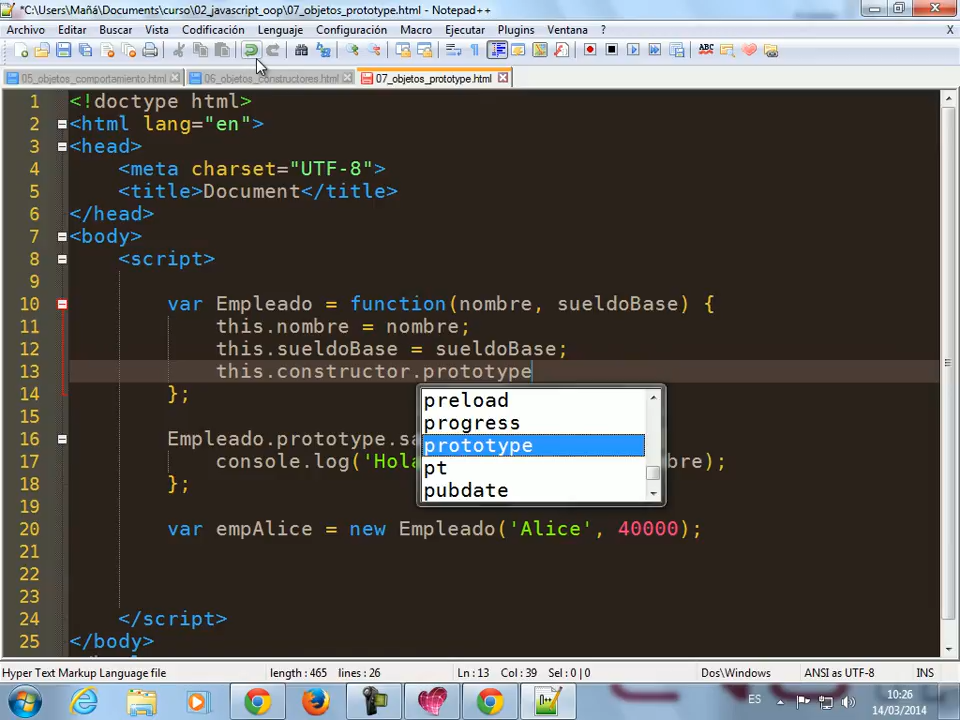 *C:\Users\Mañá\Documents\curso\02_javascript_oop\07_objetos_prototype.html - Notepad++
Archivo Editar Buscar Vista Codificación Lenguaje Configuración Macro Ejecutar Plugins Ventana ? X
05_objetos_comportamiento.html 06_objetos_constructores.html 07_objetos_prototype.html
1 <!doctype html>
2 <html lang="en">
3 <head>
4 <meta charset="UTF-8">
5 <title>Document</title>
6 </head>
7 <body>
8 <script>
9
10 var Empleado = function(nombre, sueldoBase) {
11 this.nombre = nombre;
12 this.sueldoBase = sueldoBase;
13 this.constructor.prototype
14 };
15
16 Empleado.prototype.sa
17 console.log('Hola bre);
18 };
19
20 var empAlice = new Empleado('Alice', 40000);
21
22
23
24 </script>
25 </body>
preload
progress
prototype
pt
pubdate
Hyper Text Markup Language file length : 465 lines : 26 Ln : 13 Col : 39 Sel : 0 | 0 Dos\Windows ANSI as UTF-8 INS
ES 10:26
14/03/2014